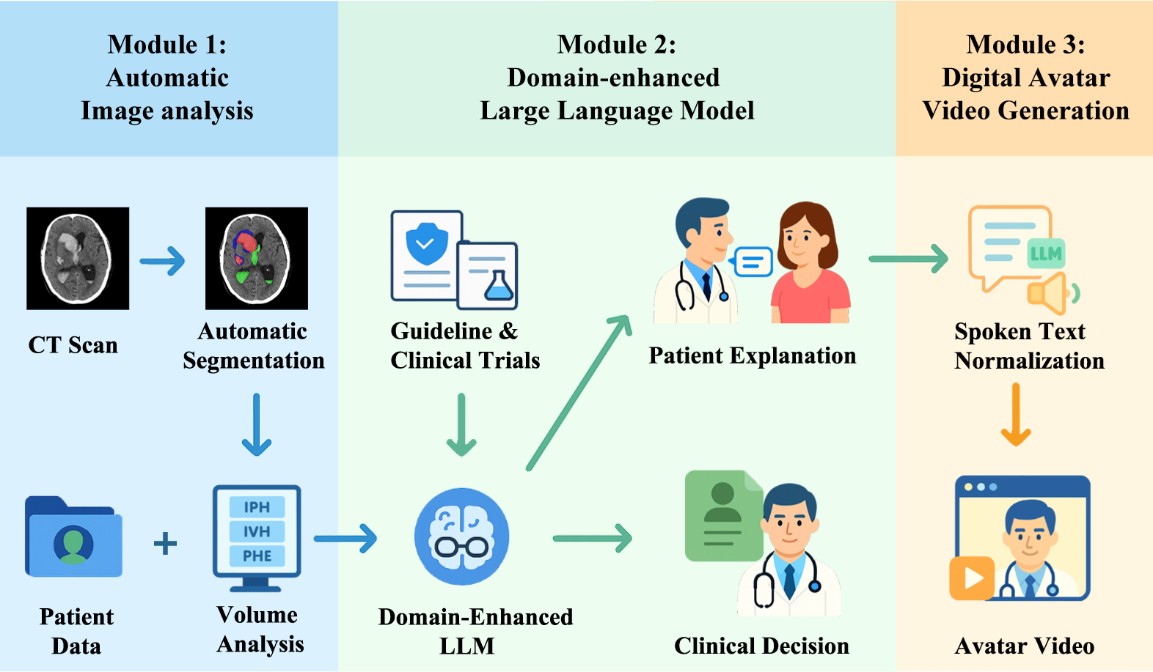 Module 1:
Automatic
Image analysis
Module 2:
Domain-enhanced
Large Language Model
Module 3:
Digital Avatar
Video Generation
CT Scan
Automatic
Segmentation
Guideline &
Clinical Trials
Patient Explanation
LLM
Spoken Text
Normalization
Patient
Data
+
IPH
IVH
PHE
Volume
Analysis
Domain-Enhanced
LLM
Clinical Decision
Avatar Video